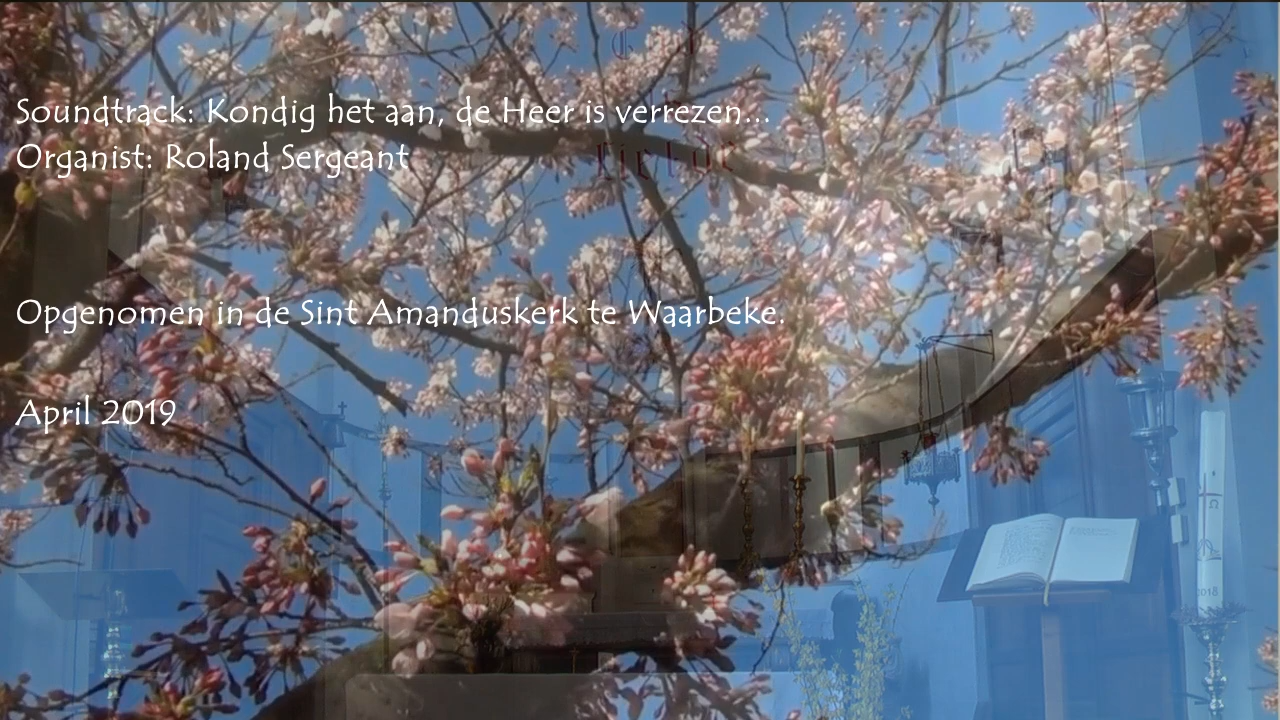 Soundtrack: Kondig het aan, de Heer is verrezen...
Organist: Roland Sergeant
Opgenomen in de Sint Amanduskerk te Waarbeke.
April 2019